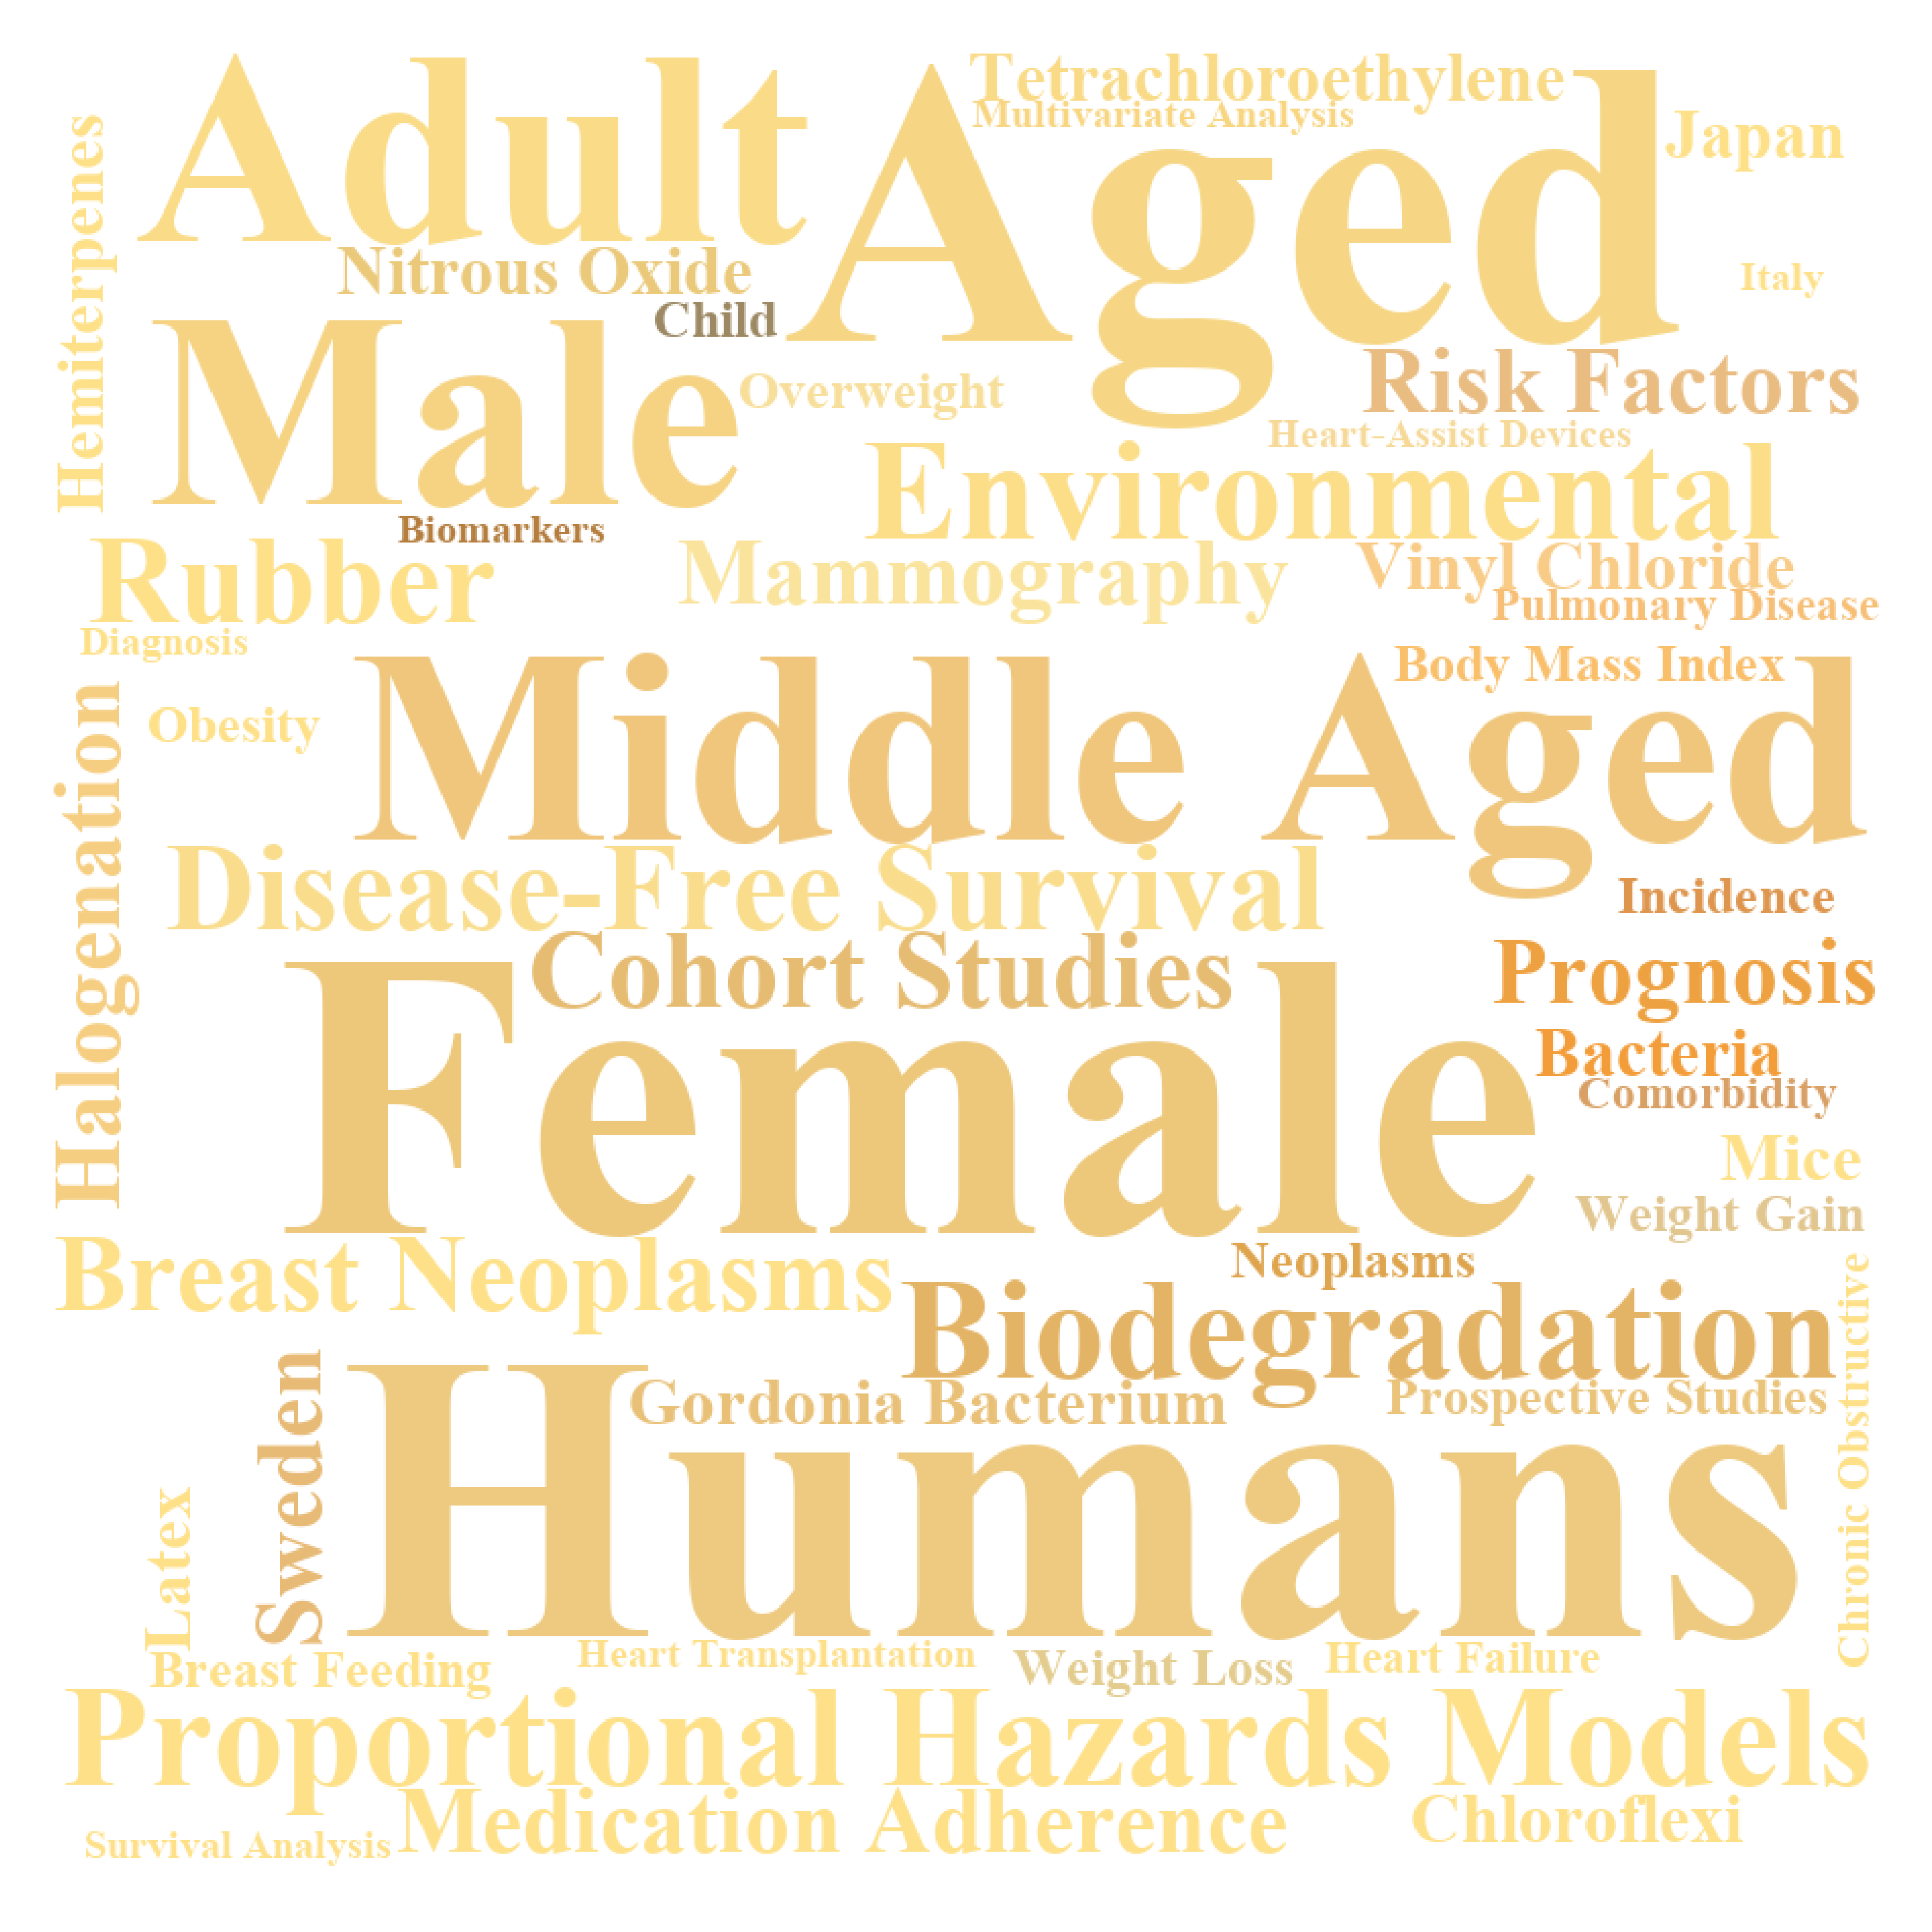 Adult
Aged
Tetrachloroethylene
Multivariate Analysis
Japan
Hemiterpenes
Nitrous Oxide
Italy
Child
Male
Overweight
Risk Factors
Heart-Assist Devices
Environmental
Biomarkers
Rubber
Mammography
Vinyl Chloride
Pulmonary Disease
Diagnosis
Middle Aged
Body Mass Index
Obesity
Halogenation
Disease-Free Survival
Incidence
Cohort Studies
Prognosis
Female
Bacteria
Comorbidity
Mice
Weight Gain
Breast Neoplasms
Neoplasms
Biodegradation
Chronic Obstructive
Gordonia Bacterium
Prospective Studies
Sweden
Humans
Latex
Breast Feeding
Heart Transplantation
Weight Loss
Heart Failure
Proportional Hazards Models
Medication Adherence
Chloroflexi
Survival Analysis